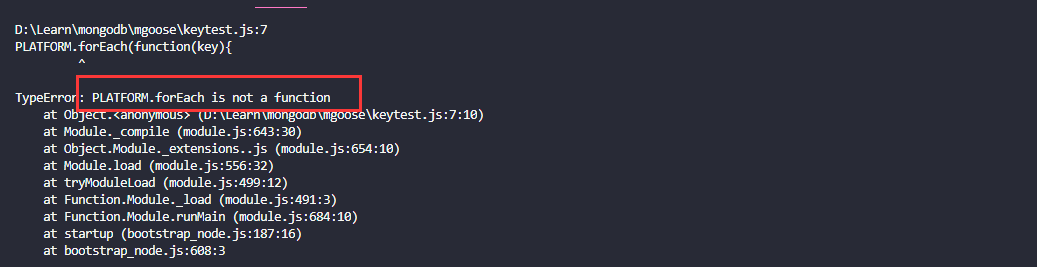 D:\Learn\mongodb\mgoose\keytest.js:7
PLATFORM.forEach(function(key){
^
TypeError: PLATFORM.forEach is not a function
at Object.<anonymous> (D:\Learn\mongodb\mgoose\keytest.js:7:10)
at Module._compile (module.js:643:30)
at Object.Module._extensions..js (module.js:654:10)
at Module.load (module.js:556:32)
at tryModuleLoad (module.js:499:12)
at Function.Module._load (module.js:491:3)
at Function.Module.runMain (module.js:684:10)
at startup (bootstrap_node.js:187:16)
at bootstrap_node.js:608:3